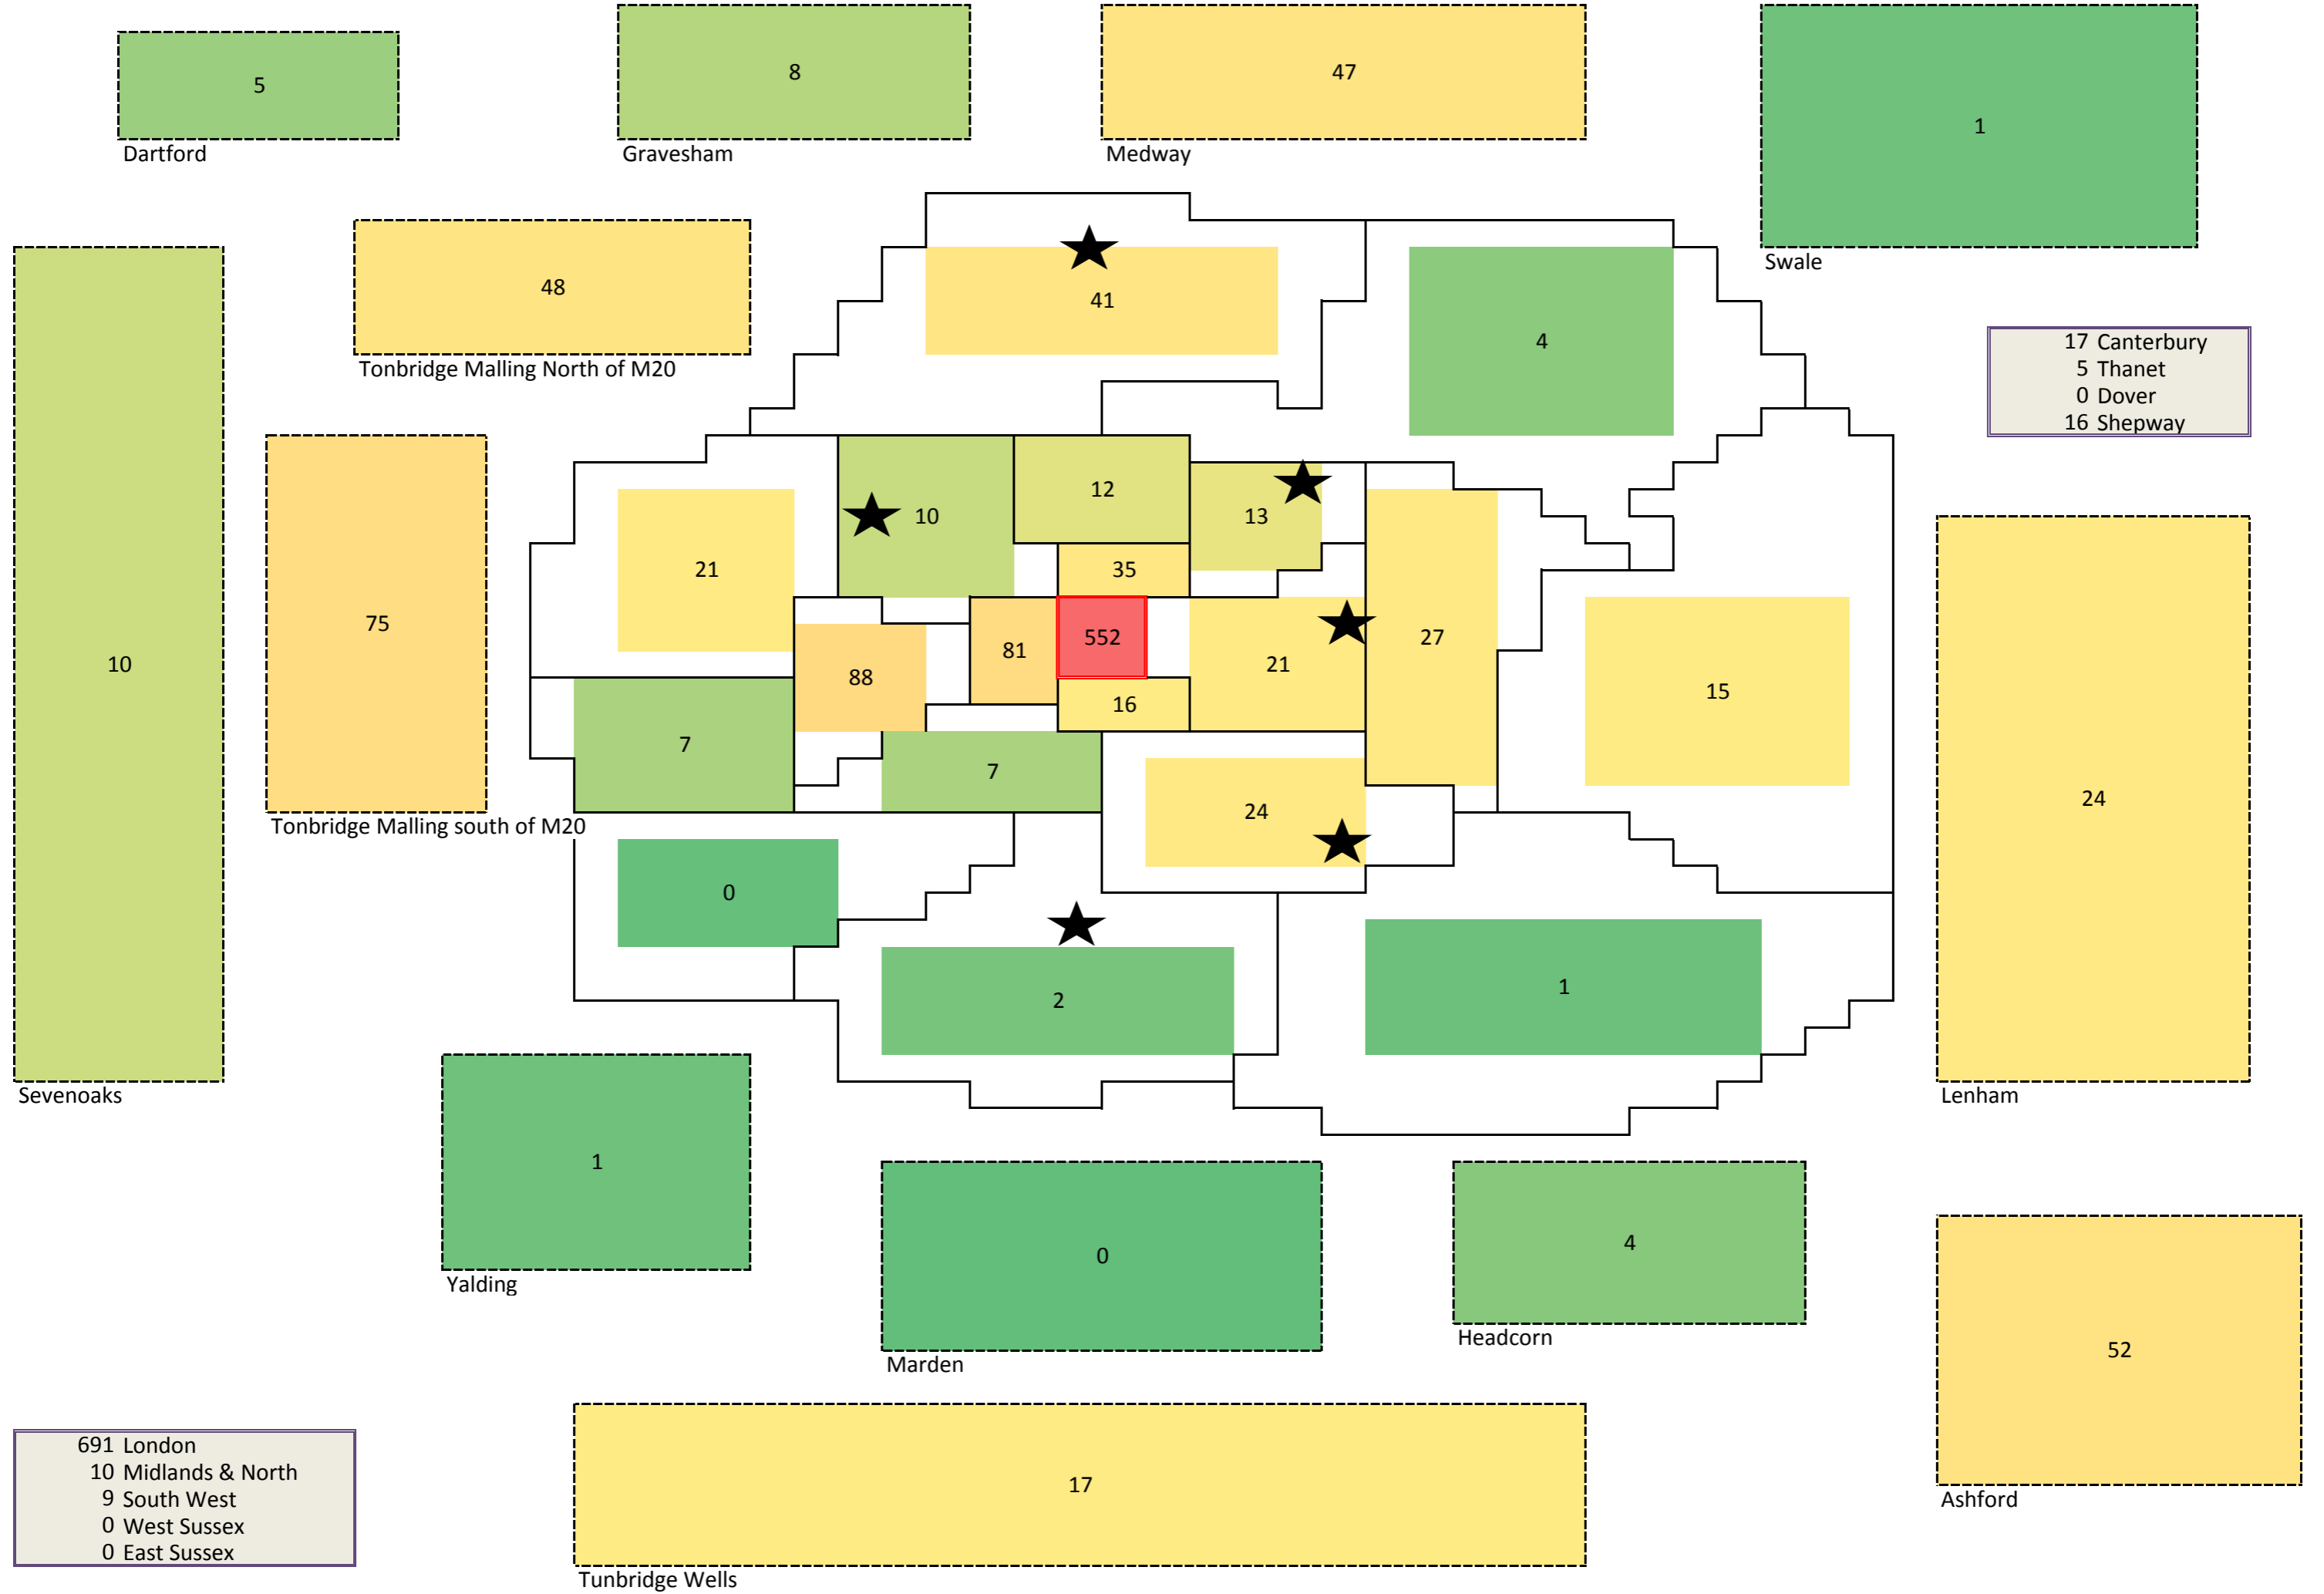 5
Dartford
8
Gravesham
47
Medway
1
Swale
48
Tonbridge Malling North of M20
41
4
17 Canterbury
5 Thanet
0 Dover
16 Shepway
10
Sevenoaks
75
Tonbridge Malling south of M20
21
10
12
13
35
27
88
81
552
21
16
15
7
7
24
24
Lenham
0
2
1
1
Yalding
0
Marden
4
Headcorn
52
Ashford
17
Tunbridge Wells
691 London
10 Midlands & North
9 South West
0 West Sussex
0 East Sussex